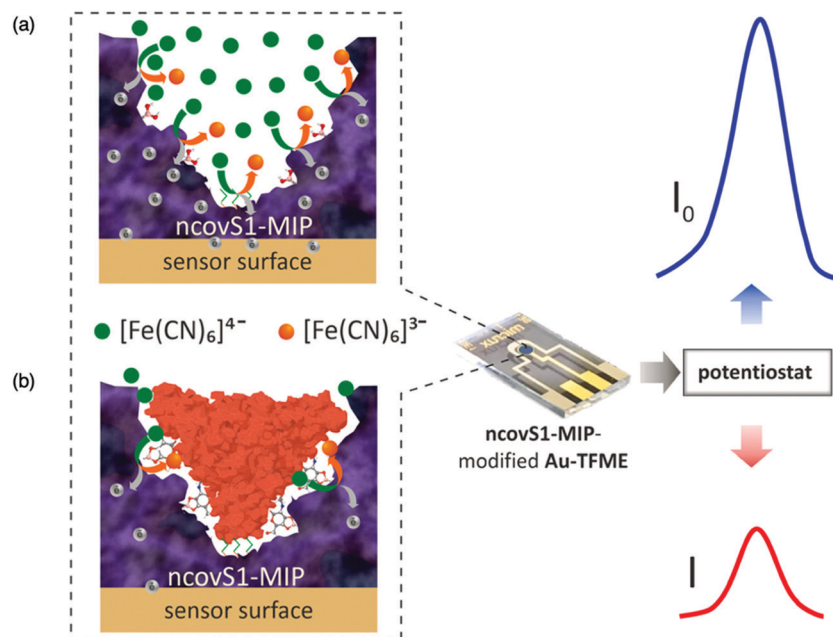 (a)
ncovS1-MIP
sensor surface
[Fe(CN)₆]⁴⁻ [Fe(CN)₆]³⁻
(b)
ncovS1-MIP
sensor surface
ncovS1-MIP-
modified Au-TFME
potentiostat
I₀
I